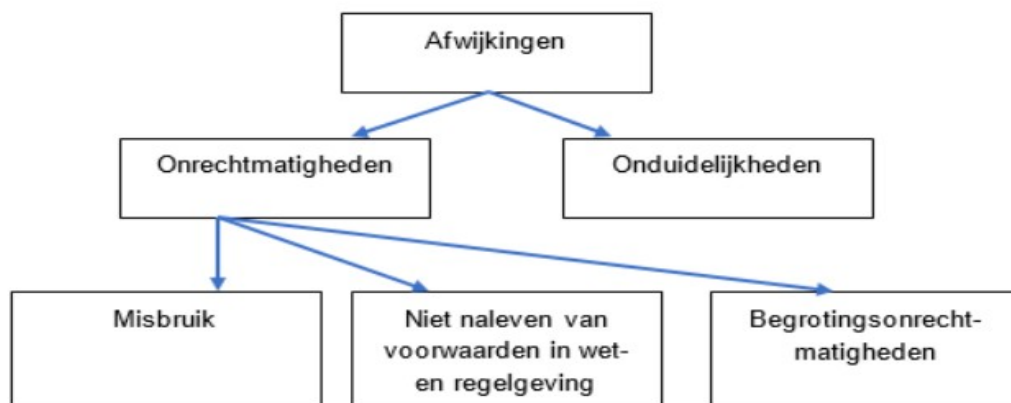 Afwijkingen
Onrechtmatigheden
Onduidelijkheden
Misbruik
Niet naleven van
voorwaarden in wet-
en regelgeving
Begrotingsonrecht-
matigheden